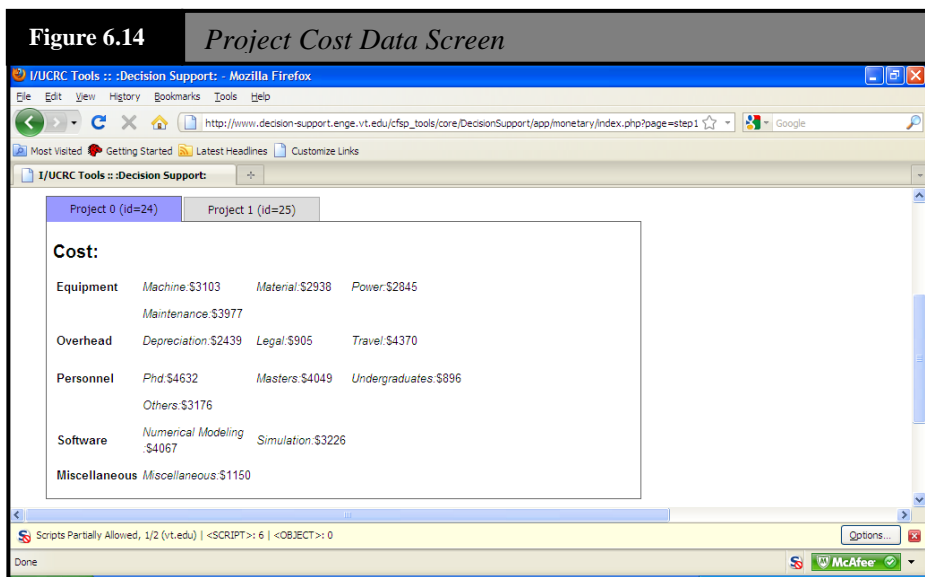 Figure 6.14 Project Cost Data Screen
I/UCRC Tools :: :Decision Support: - Mozilla Firefox
File Edit View History Bookmarks Tools Help
http://www.decision-support.enge.vt.edu/cfsp_tools/core/DecisionSupport/app/monetary/index.php?page=step1 Google
Most Visited Getting Started Latest Headlines Customize Links
I/UCRC Tools :: :Decision Support:
Project 0 (id=24) Project 1 (id=25)
Cost:
Equipment Machine:$3103 Material:$2938 Power:$2845
Maintenance:$3977
Overhead Depreciation:$2439 Legal:$905 Travel:$4370
Personnel Phd:$4632 Masters:$4049 Undergraduates:$896
Others:$3176
Software Numerical Modeling :$4067 Simulation:$3226
Miscellaneous Miscellaneous:$1150
Scripts Partially Allowed, 1/2 (vt.edu) | <SCRIPT>: 6 | <OBJECT>: 0 Options...
Done McAfee